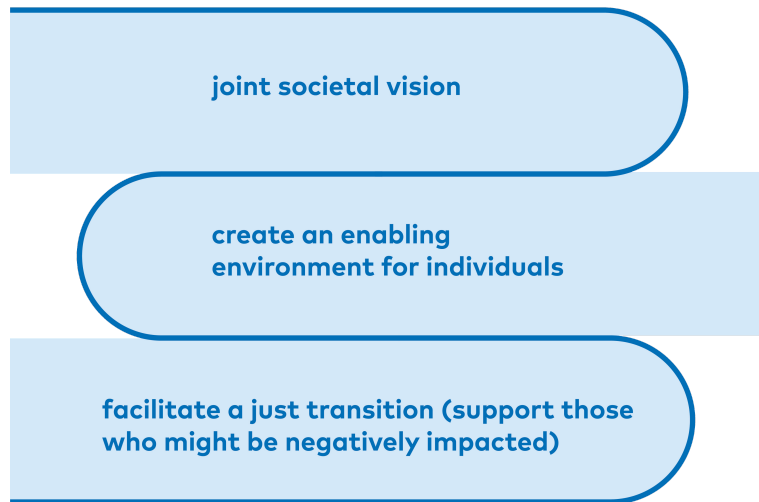 joint societal vision
create an enabling
environment for individuals
facilitate a just transition (support those
who might be negatively impacted)